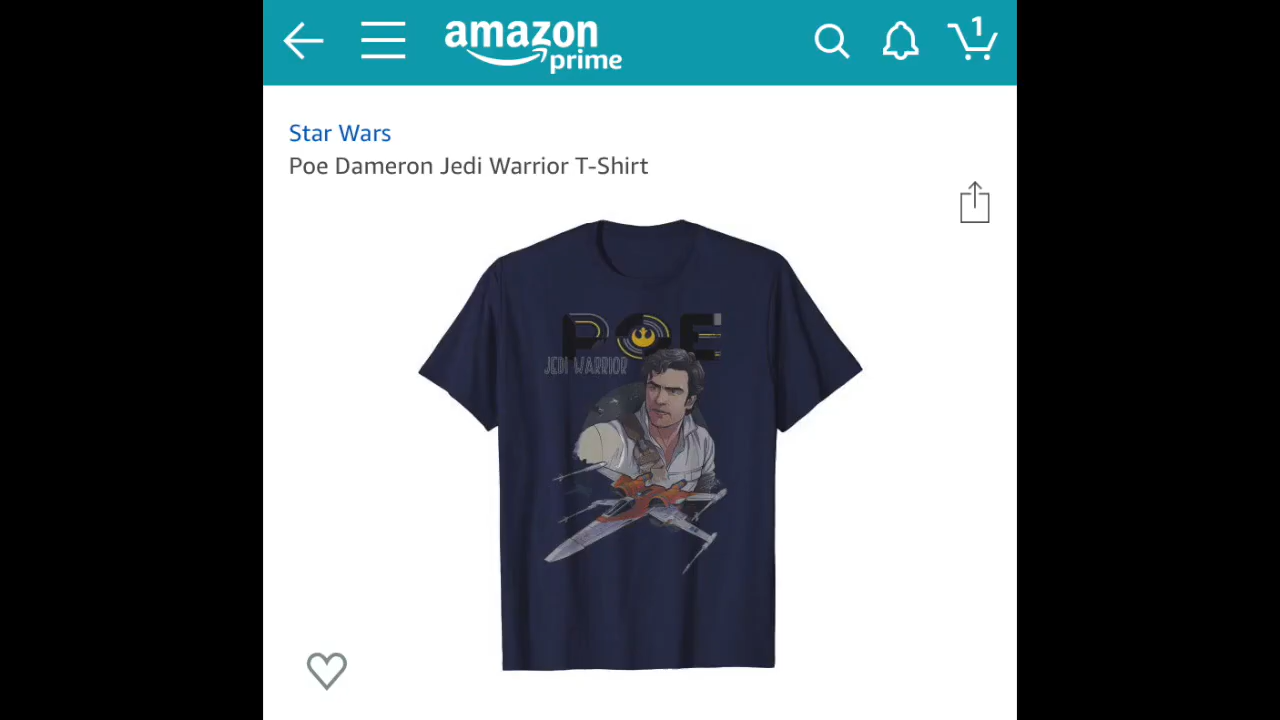 amazon
prime
1
Star Wars
Poe Dameron Jedi Warrior T-Shirt
POE
JEDI WARRIOR